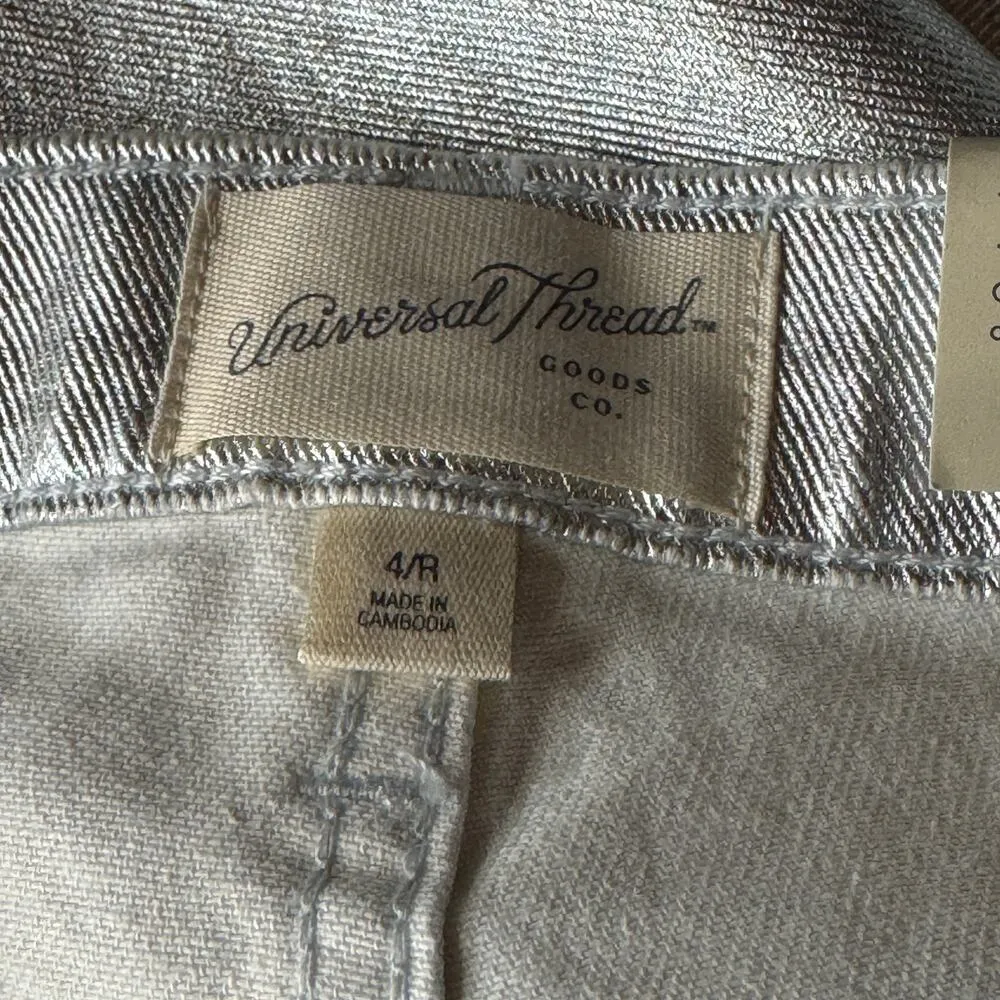 Universal Thread™
GOODS
CO.
4/R
MADE IN
CAMBODIA